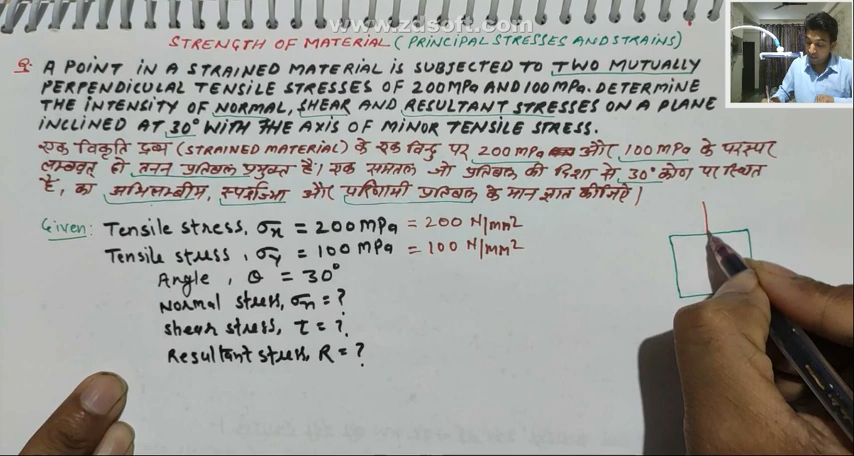 www.zdsoft.com
STRENGTH OF MATERIAL (PRINCIPAL STRESSES AND STRAINS)
Q. A POINT IN A STRAINED MATERIAL IS SUBJECTED TO TWO MUTUALLY
PERPENDICULAR TENSILE STRESSES OF 200MPa AND 100MPa. DETERMINE
THE INTENSITY OF NORMAL, SHEAR AND RESULTANT STRESSES ON A PLANE
INCLINED AT 30° WITH THE AXIS OF MINOR TENSILE STRESS.
एक विकृति द्रव्य (STRAINED MATERIAL) के एक बिन्दु पर 200 MPa और 100 MPa के परस्पर
लम्बवत् दो तनन प्रतिबल प्रयुक्त हैं। एक समतल जो प्रतिबल की दिशा से 30° कोण पर स्थित
है, का अभिलम्बीय, स्पर्शीय और परिणामी प्रतिबल के मान ज्ञात कीजिए।
Given: Tensile stress, σx = 200 MPa = 200 N/mm²
Tensile stress, σy = 100 MPa = 100 N/mm²
Angle, θ = 30°
Normal stress, σn = ?
Shear stress, τ = ?
Resultant stress, R = ?